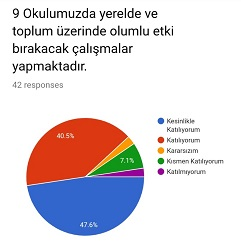 9 Okulumuzda yerelde ve
toplum üzerinde olumlu etki
bırakacak çalışmalar
yapmaktadır.
42 responses
Kesinlikle
Katılıyorum
Katılıyorum
Kararsızım
Kısmen Katılıyorum
Katılmıyorum
40.5%
7.1%
47.6%